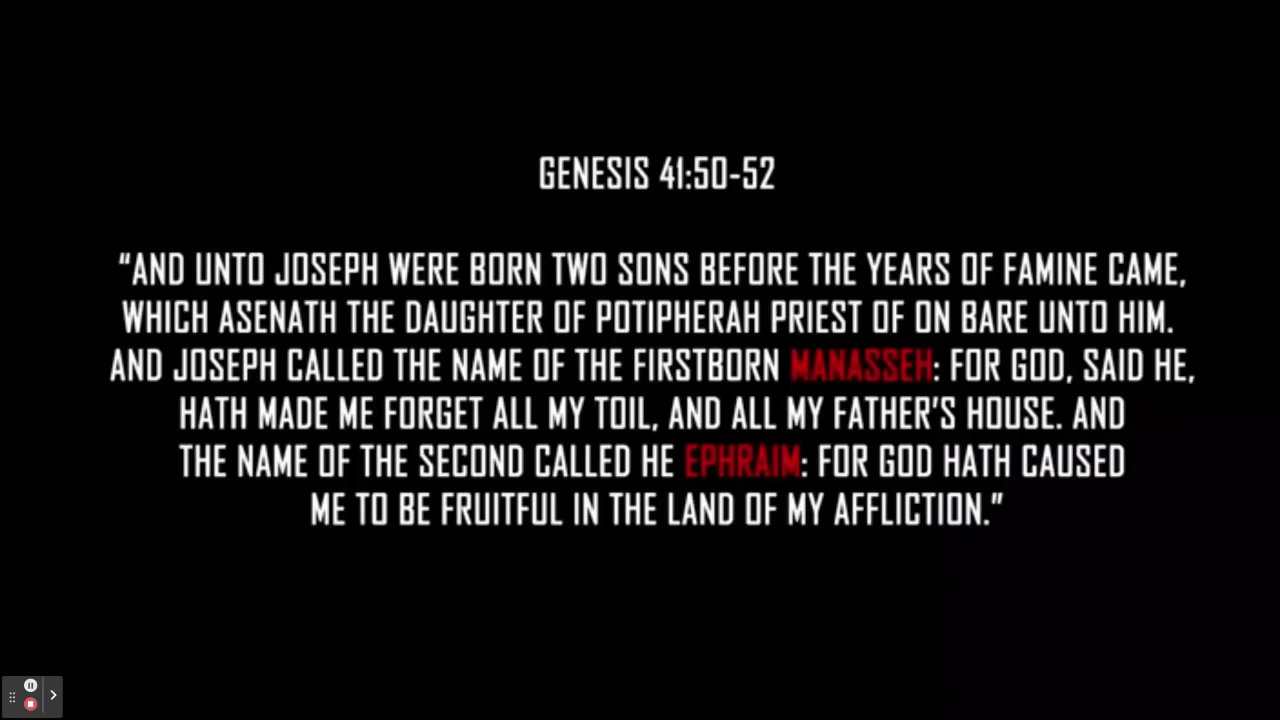 GENESIS 41:50-52
“AND UNTO JOSEPH WERE BORN TWO SONS BEFORE THE YEARS OF FAMINE CAME,
WHICH ASENATH THE DAUGHTER OF POTIPHERAH PRIEST OF ON BARE UNTO HIM.
AND JOSEPH CALLED THE NAME OF THE FIRSTBORN MANASSEH: FOR GOD, SAID HE,
HATH MADE ME FORGET ALL MY TOIL, AND ALL MY FATHER’S HOUSE. AND
THE NAME OF THE SECOND CALLED HE EPHRAIM: FOR GOD HATH CAUSED
ME TO BE FRUITFUL IN THE LAND OF MY AFFLICTION.”